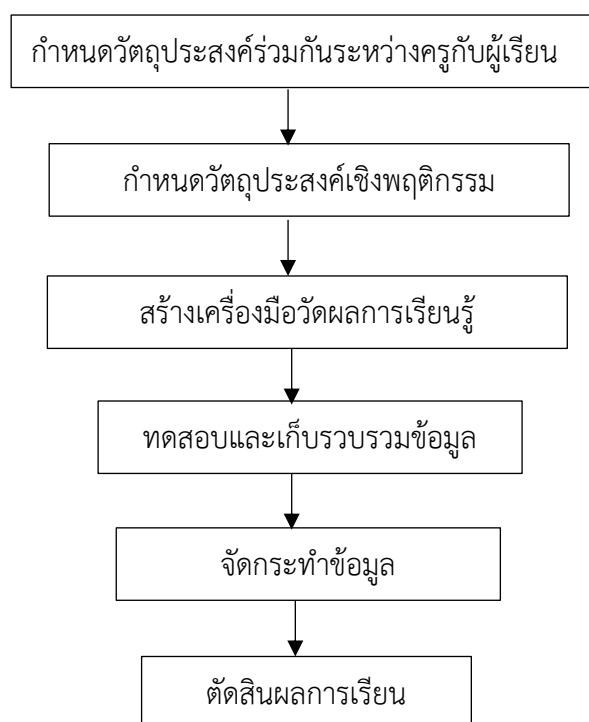 กำหนดวัตถุประสงค์ร่วมกันระหว่างครูกับผู้เรียน
กำหนดวัตถุประสงค์เชิงพฤติกรรม
สร้างเครื่องมือวัดผลการเรียนรู้
ทดสอบและเก็บรวบรวมข้อมูล
จัดกระทำข้อมูล
ตัดสินผลการเรียน